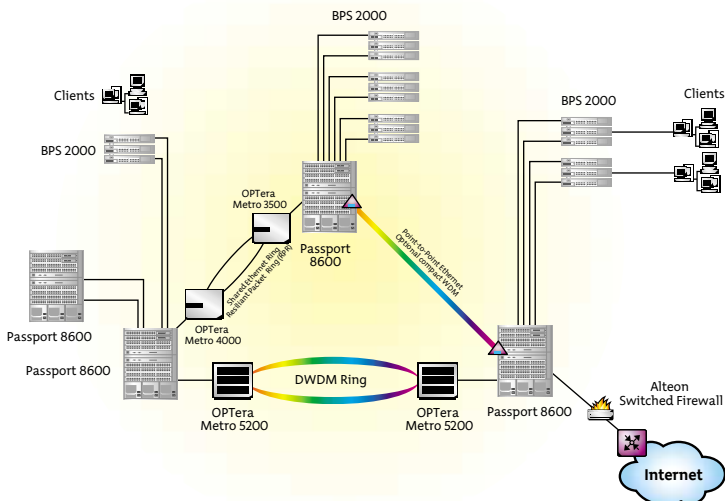 BPS 2000
Clients
BPS 2000
BPS 2000
Clients
OPTera
Metro 3500
Passport
8600
Shared Ethernet Ring
Resiliant Packet Ring (RPR)
Point-to-Point Ethernet
Optional compact WDM
OPTera
Metro 4000
Passport 8600
Passport 8600
DWDM Ring
OPTera
Metro 5200
OPTera
Metro 5200
Passport 8600
Alteon
Switched Firewall
Internet